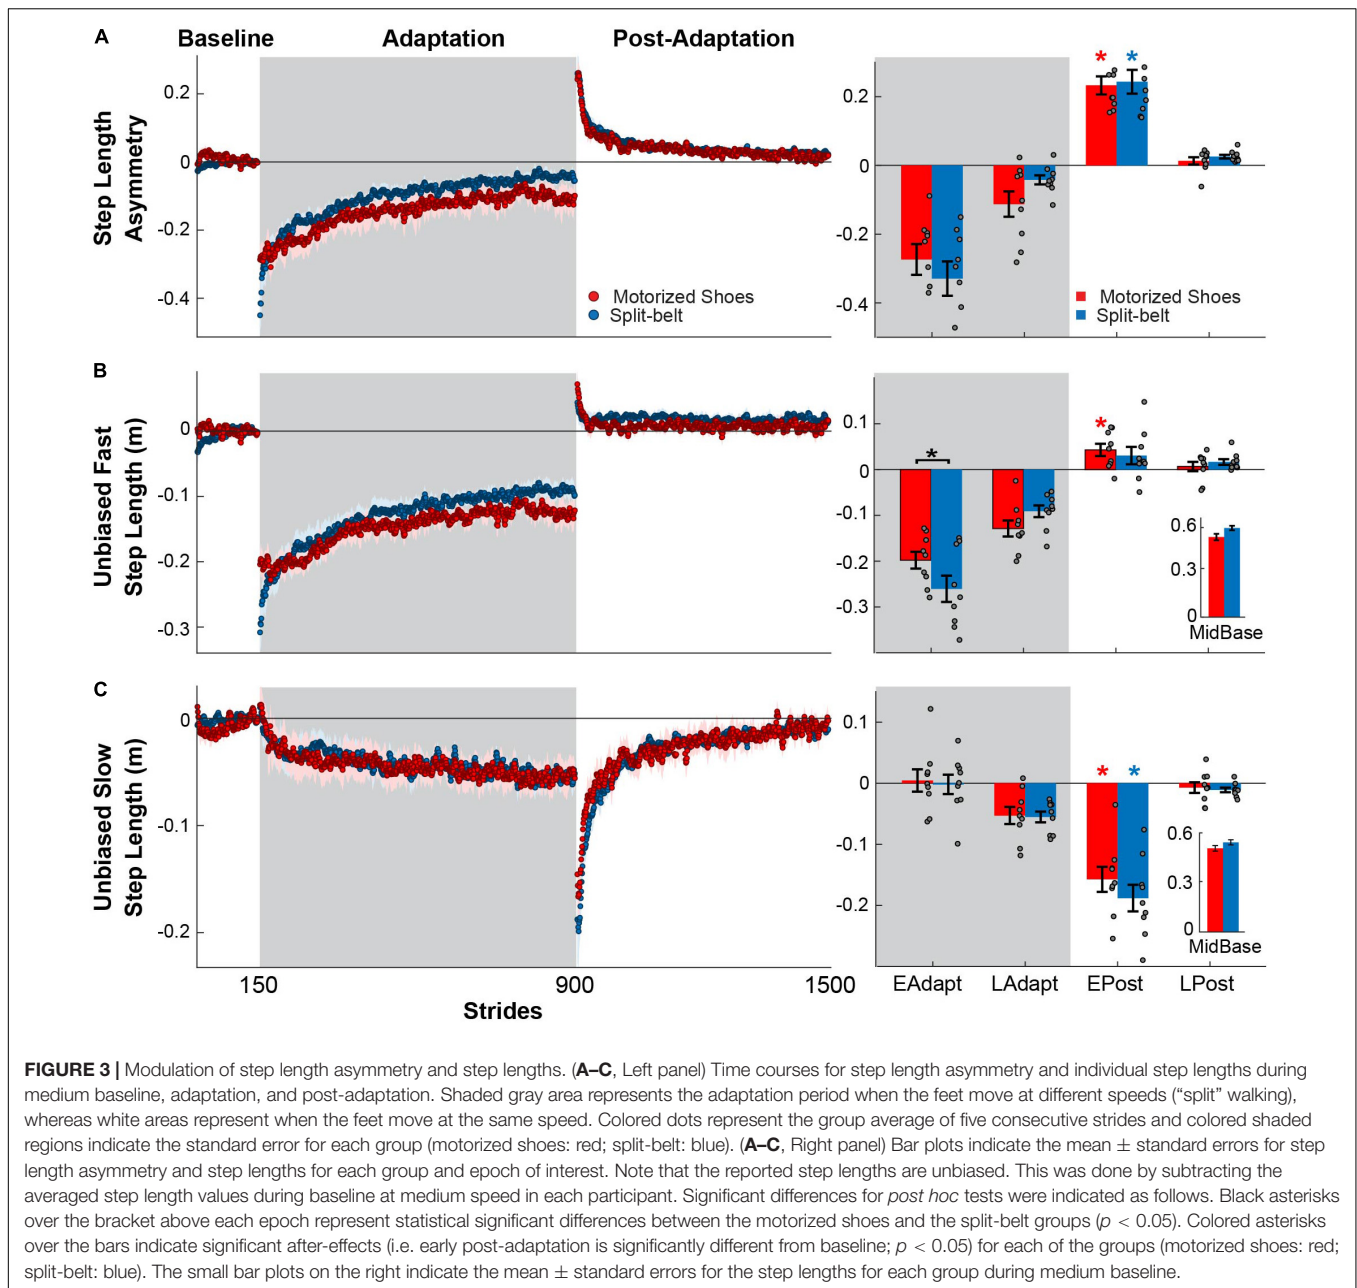 A
Baseline
Adaptation
Post-Adaptation
Step Length
Asymmetry
0.2
0
-0.2
-0.4
Motorized Shoes
Split-belt
0.2
0
-0.2
-0.4
Motorized Shoes
Split-belt
*
*
B
Unbiased Fast
Step Length (m)
0
-0.1
-0.2
-0.3
0.1
0
-0.1
-0.2
-0.3
*
*
0.6
0.3
0
MidBase
C
Unbiased Slow
Step Length (m)
0
-0.1
-0.2
150
900
1500
Strides
0.1
0
-0.1
-0.2
*
*
0.6
0.3
0
MidBase
EAdapt
LAdapt
EPost
LPost
FIGURE 3 | Modulation of step length asymmetry and step lengths. (A–C, Left panel) Time courses for step length asymmetry and individual step lengths during
medium baseline, adaptation, and post-adaptation. Shaded gray area represents the adaptation period when the feet move at different speeds (“split” walking),
whereas white areas represent when the feet move at the same speed. Colored dots represent the group average of five consecutive strides and colored shaded
regions indicate the standard error for each group (motorized shoes: red; split-belt: blue). (A–C, Right panel) Bar plots indicate the mean ± standard errors for step
length asymmetry and step lengths for each group and epoch of interest. Note that the reported step lengths are unbiased. This was done by subtracting the
averaged step length values during baseline at medium speed in each participant. Significant differences for post hoc tests were indicated as follows. Black asterisks
over the bracket above each epoch represent statistical significant differences between the motorized shoes and the split-belt groups (p < 0.05). Colored asterisks
over the bars indicate significant after-effects (i.e. early post-adaptation is significantly different from baseline; p < 0.05) for each of the groups (motorized shoes: red;
split-belt: blue). The small bar plots on the right indicate the mean ± standard errors for the step lengths for each group during medium baseline.